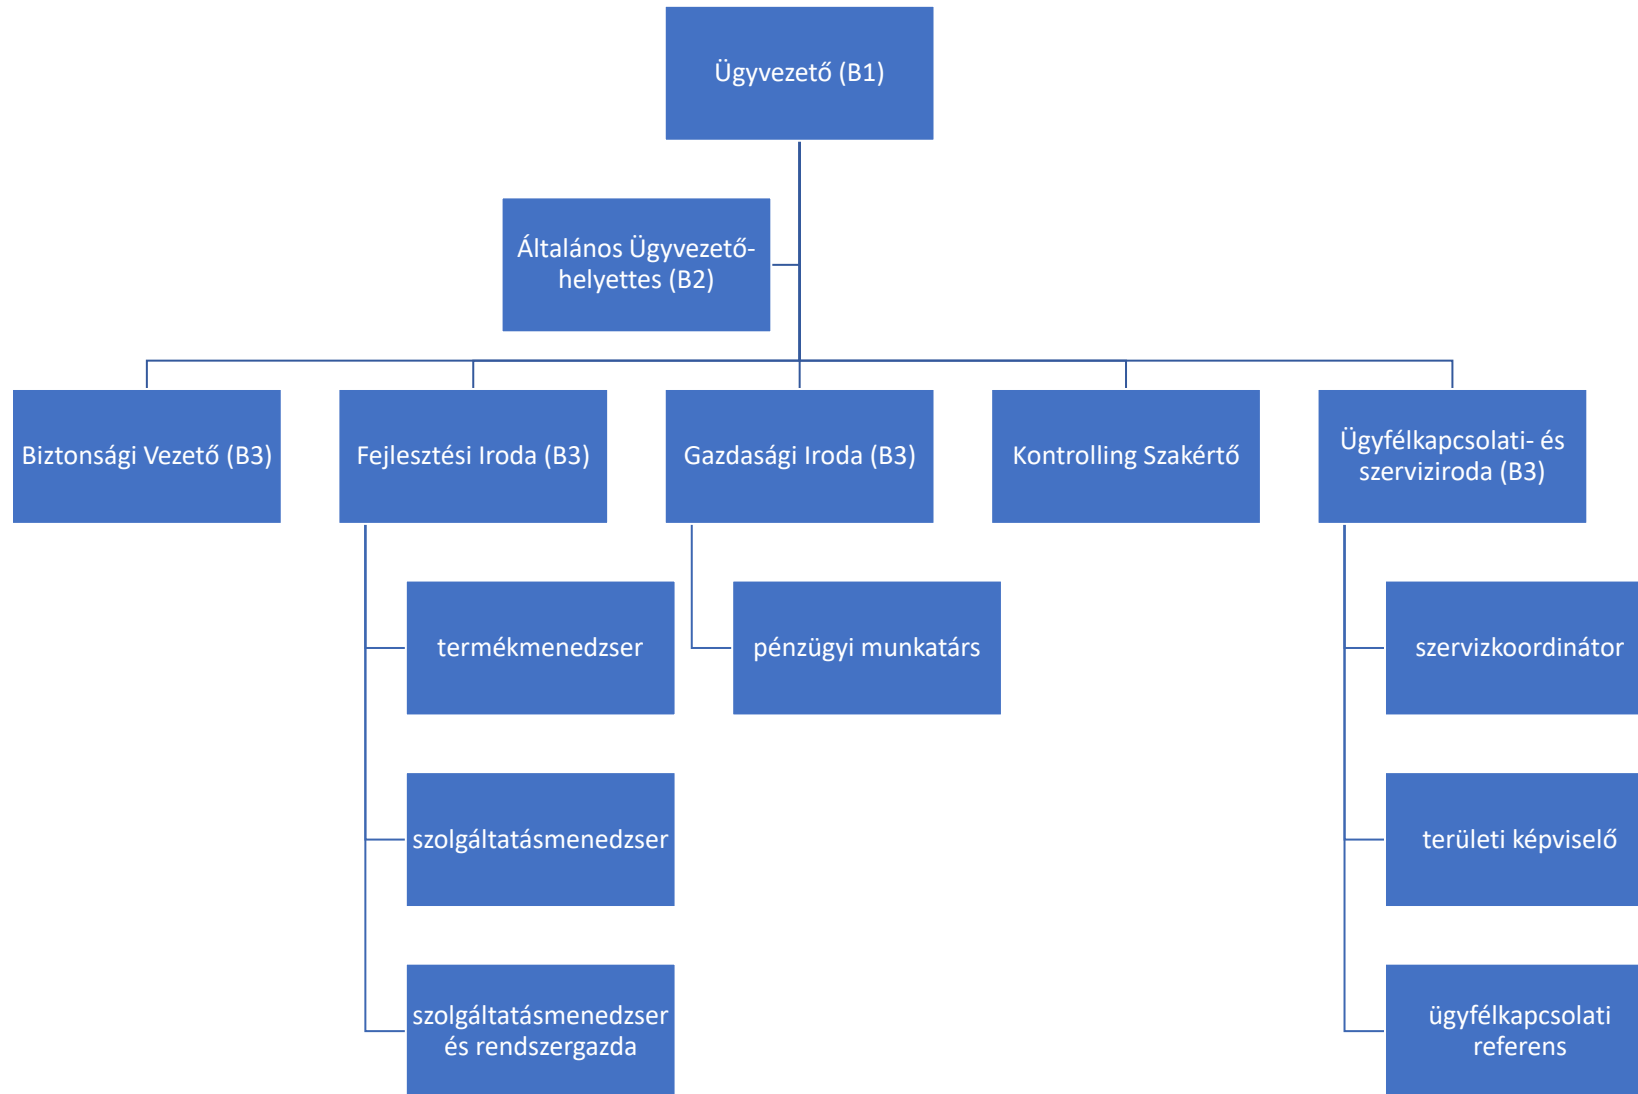 Ügyvezető (B1)
Általános Ügyvezető-
helyettes (B2)
Biztonsági Vezető (B3)
Fejlesztési Iroda (B3)
Gazdasági Iroda (B3)
Kontrolling Szakértő
Ügyfélkapcsolati- és
szerviziroda (B3)
termékmenedzser
pénzügyi munkatárs
szervizkoordinátor
szolgáltatásmenedzser
területi képviselő
szolgáltatásmenedzser
és rendszergazda
ügyfélkapcsolati
referens